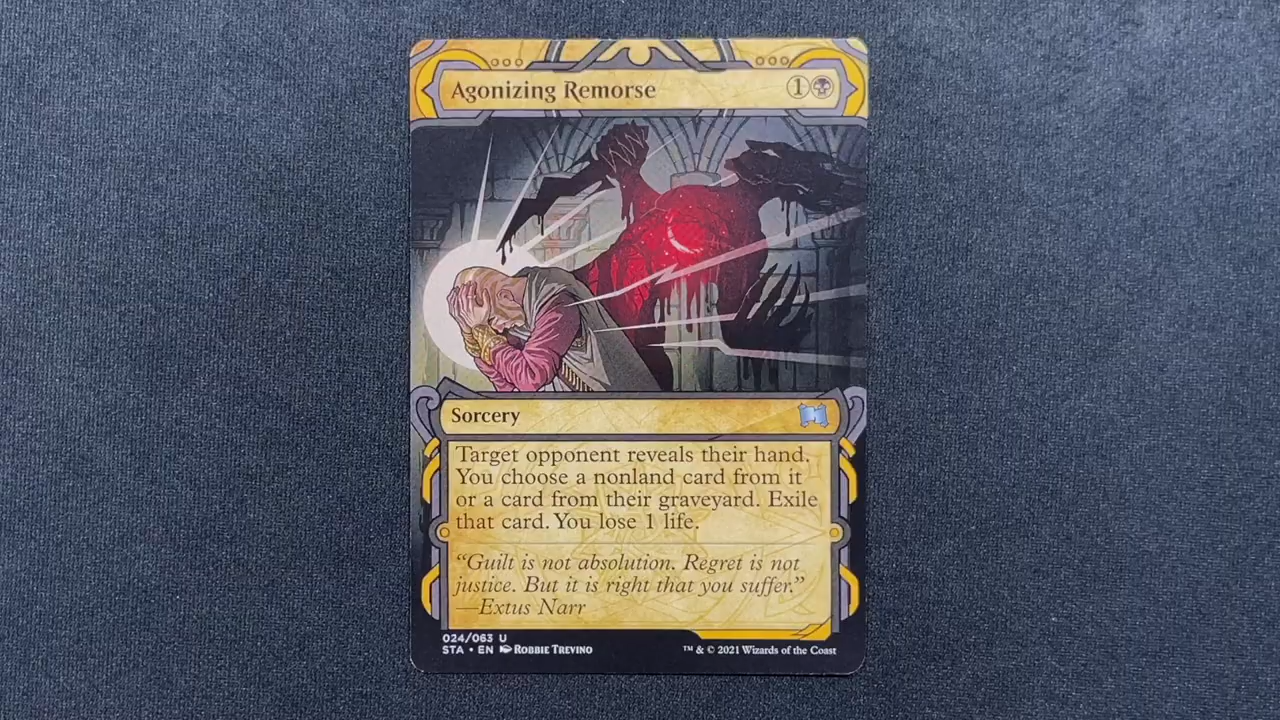 Agonizing Remorse 1
Sorcery
Target opponent reveals their hand.
You choose a nonland card from it
or a card from their graveyard. Exile
that card. You lose 1 life.
“Guilt is not absolution. Regret is not
justice. But it is right that you suffer.”
—Extus Narr
024/063 U
STA • EN Robbie Trevino
™ & © 2021 Wizards of the Coast